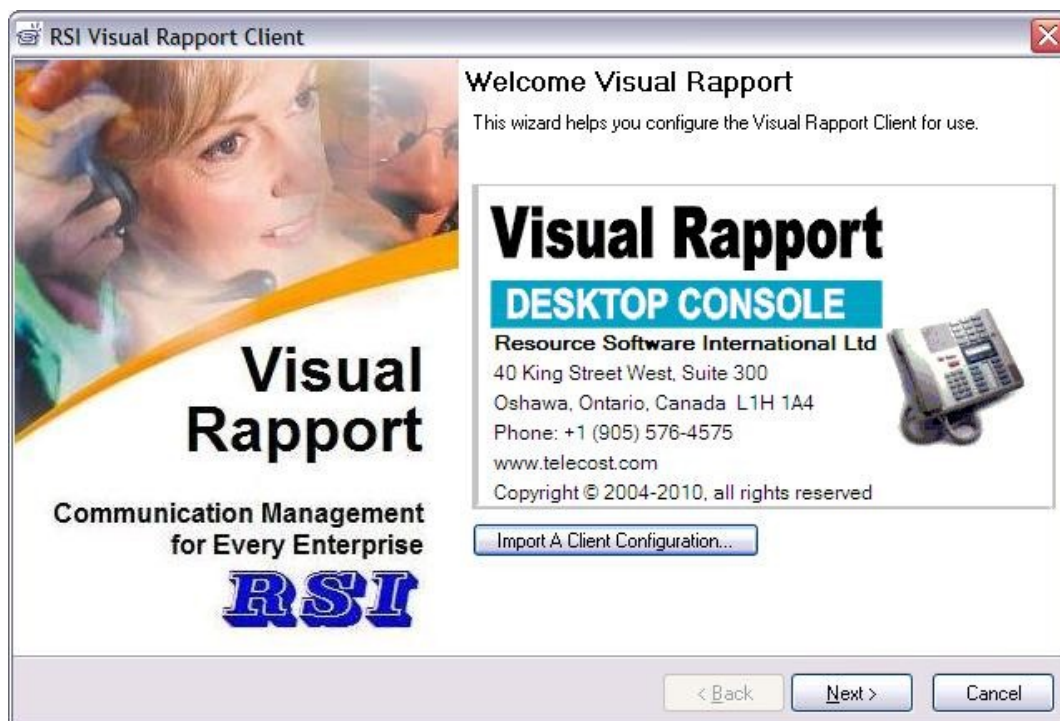 RSI Visual Rapport Client
Visual
Rapport
Communication Management
for Every Enterprise
RSI
Welcome Visual Rapport
This wizard helps you configure the Visual Rapport Client for use.
Visual Rapport
DESKTOP CONSOLE
Resource Software International Ltd
40 King Street West, Suite 300
Oshawa, Ontario, Canada L1H 1A4
Phone: +1 (905) 576-4575
www.telecost.com
Copyright © 2004-2010, all rights reserved
Import A Client Configuration...
< Back
Next >
Cancel